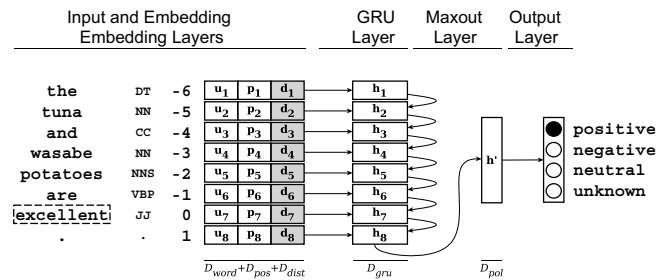 Input and Embedding GRU Maxout Output
Embedding Layers Layer Layer Layer
the DT -6 u1 p1 d1 h1
tuna NN -5 u2 p2 d2 h2
and CC -4 u3 p3 d3 h3
wasabe NN -3 u4 p4 d4 h4
potatoes NNS -2 u5 p5 d5 h5
are VBP -1 u6 p6 d6 h6
excellent JJ 0 u7 p7 d7 h7
. . 1 u8 p8 d8 h8
h'
positive
negative
neutral
unknown
Dword+Dpos+Ddist Dgru Dpol